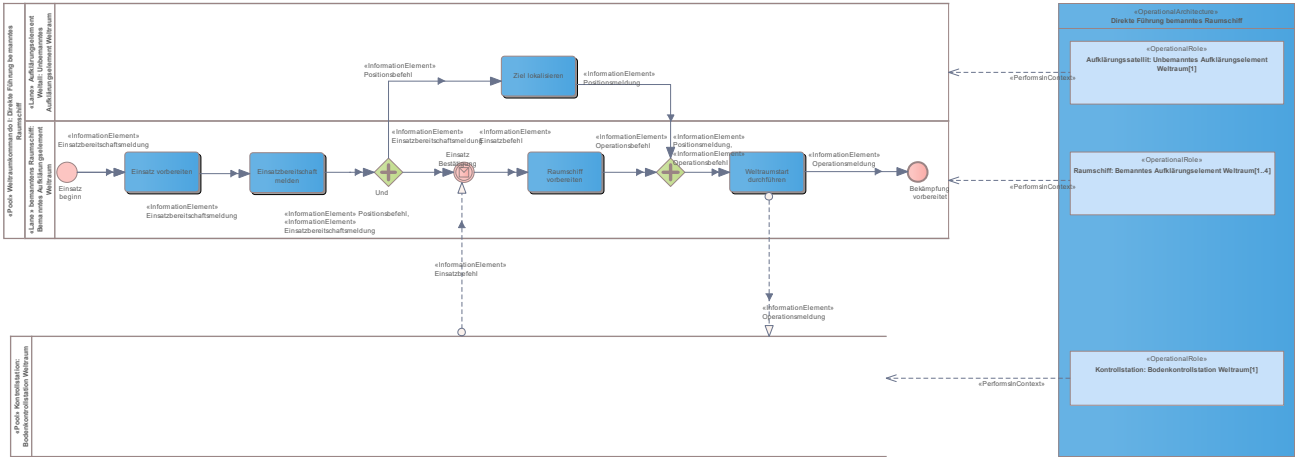 «Pool» Weltraumkommando I: Direkte Führung bemanntes
Raumschiff
«Lane» Aufklärungselement
Weltall: Unbemanntes
Aufklärungselement Weltraum
«InformationElement»
Positionsbefehl
Ziel lokalisieren
«InformationElement»
Positionsmeldung
«Lane» bemanntes Raumschiff:
Bemanntes Aufklärungselement
Weltraum
Einsatz
beginn
«InformationElement»
Einsatzbereitschaftsmeldung
Einsatz vorbereiten
«InformationElement»
Einsatzbereitschaftsmeldung
Einsatzbereitschaft
melden
«InformationElement» Positionsbefehl,
«InformationElement»
Einsatzbereitschaftsmeldung
Und
«InformationElement»
Einsatzbereitschaftsmeldung
Einsatz
Bestätigung
«InformationElement»
Einsatzbefehl
Raumschiff
vorbereiten
«InformationElement»
Operationsbefehl
«InformationElement»
Positionsmeldung,
«InformationElement»
Operationsbefehl
Weltraumstart
durchführen
«InformationElement»
Operationsmeldung
Bekämpfung
vorbereitet
«InformationElement»
Einsatzbefehl
«InformationElement»
Operationsmeldung
«Pool» Kontrollstation:
Bodenkontrollstation Weltraum
«OperationalArchitecture»
Direkte Führung bemanntes Raumschiff
«OperationalRole»
Aufklärungssatellit: Unbemanntes Aufklärungselement
Weltraum[1]
«PerformsInContext»
«OperationalRole»
Raumschiff: Bemanntes Aufklärungselement Weltraum[1..4]
«PerformsInContext»
«OperationalRole»
Kontrollstation: Bodenkontrollstation Weltraum[1]
«PerformsInContext»